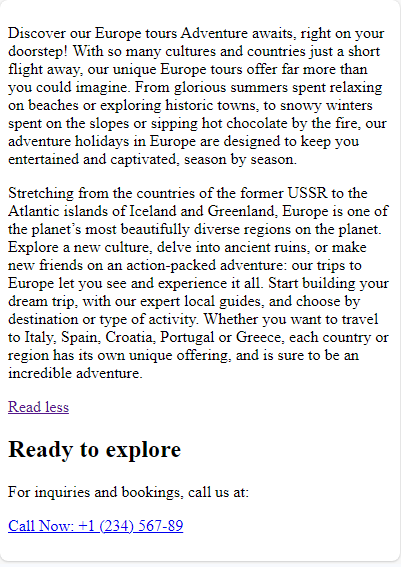 Discover our Europe tours Adventure awaits, right on your
doorstep! With so many cultures and countries just a short
flight away, our unique Europe tours offer far more than
you could imagine. From glorious summers spent relaxing
on beaches or exploring historic towns, to snowy winters
spent on the slopes or sipping hot chocolate by the fire, our
adventure holidays in Europe are designed to keep you
entertained and captivated, season by season.
Stretching from the countries of the former USSR to the
Atlantic islands of Iceland and Greenland, Europe is one of
the planet’s most beautifully diverse regions on the planet.
Explore a new culture, delve into ancient ruins, or make
new friends on an action-packed adventure: our trips to
Europe let you see and experience it all. Start building your
dream trip, with our expert local guides, and choose by
destination or type of activity. Whether you want to travel
to Italy, Spain, Croatia, Portugal or Greece, each country or
region has its own unique offering, and is sure to be an
incredible adventure.
Read less
Ready to explore
For inquiries and bookings, call us at:
Call Now: +1 (234) 567-89